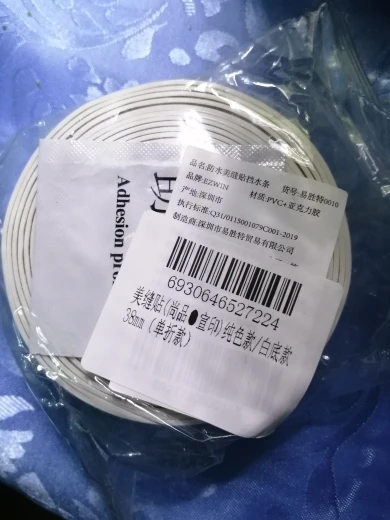 品名:防水美缝贴挡水条 货号:易胜特0010
品牌:EZWIN 材质:PVC+亚克力胶
产地:深圳市
执行标准:Q31/0115001079C001-2019
制造商:深圳市易胜特贸易有限公司
6930646527224
美缝贴(尚品●宣印)纯色款/白底款
38mm(单折款)
助
Adhesion pr